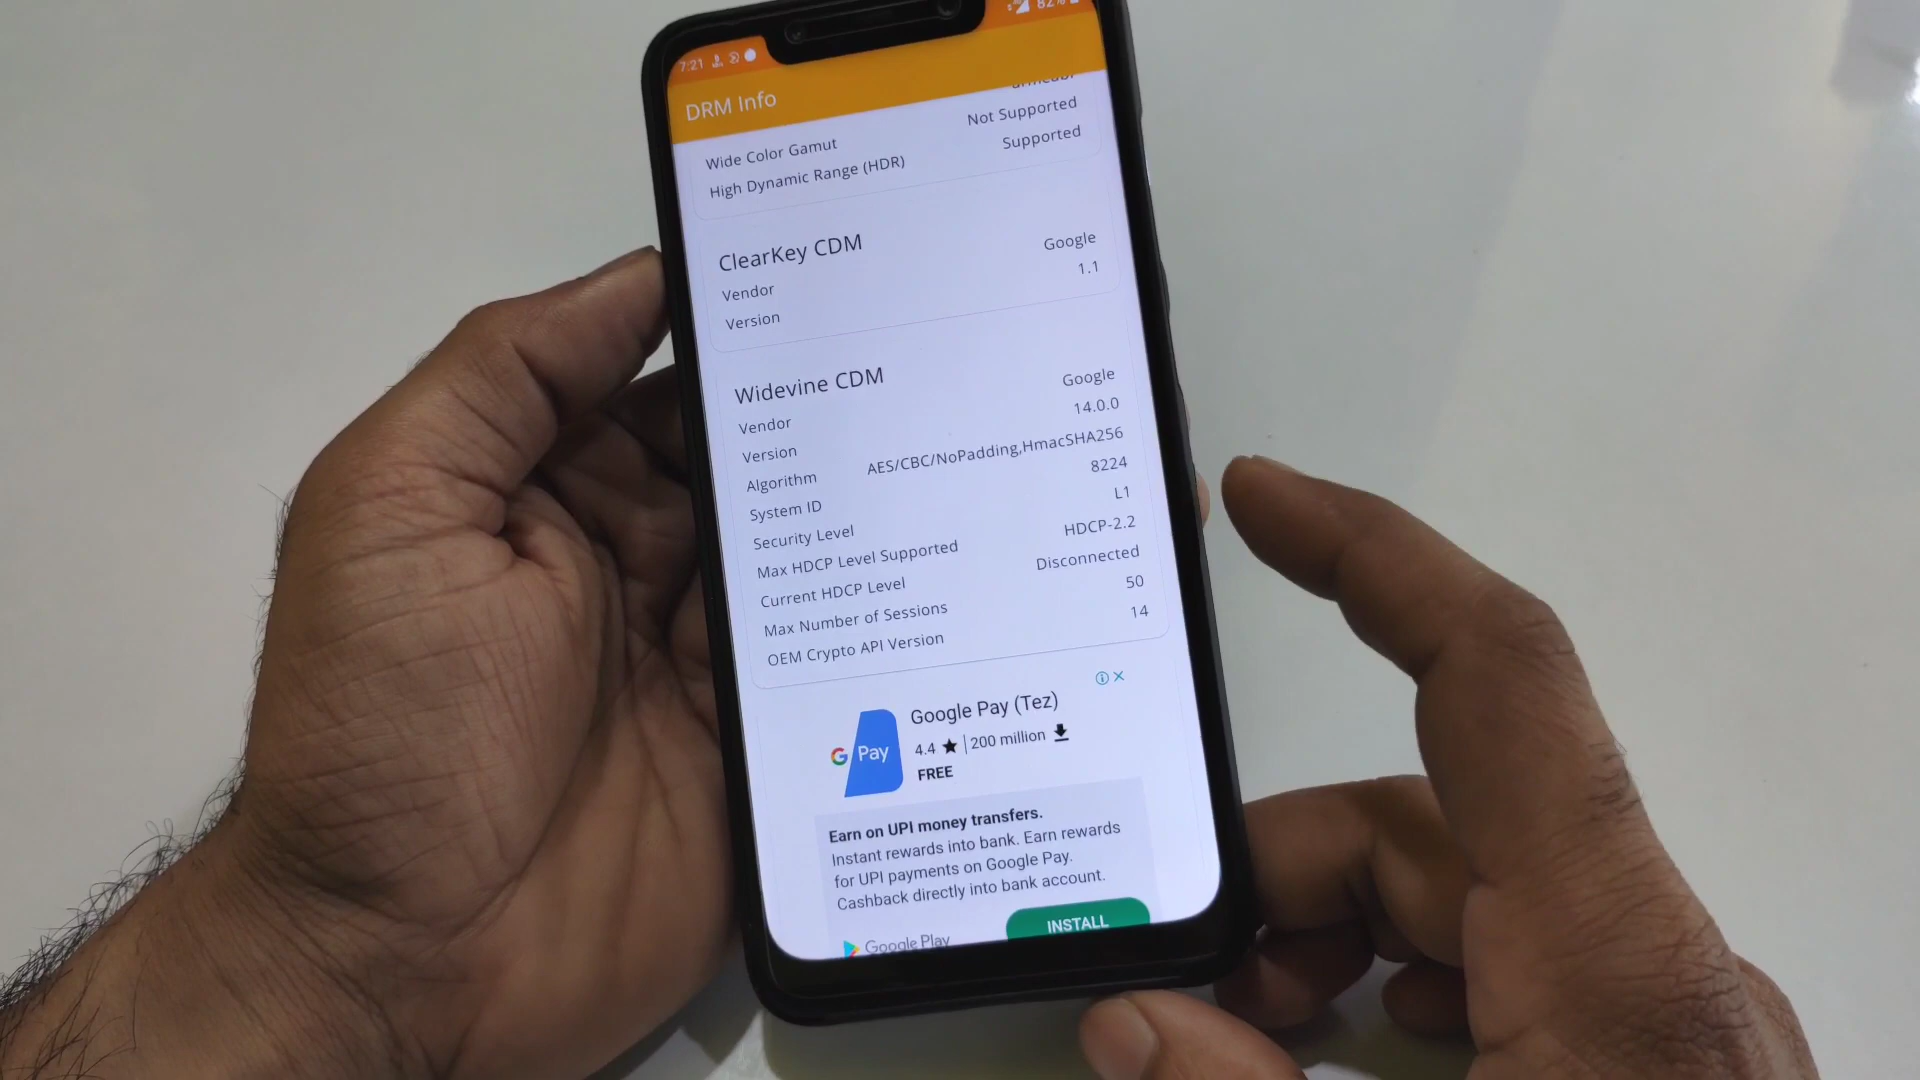 7:21
82%
DRM Info
Wide Color Gamut Not Supported
High Dynamic Range (HDR) Supported
ClearKey CDM
Vendor Google
Version 1.1
Widevine CDM
Vendor Google
Version 14.0.0
Algorithm AES/CBC/NoPadding,HmacSHA256
System ID 8224
Security Level L1
Max HDCP Level Supported HDCP-2.2
Current HDCP Level Disconnected
Max Number of Sessions 50
OEM Crypto API Version 14
Google Pay (Tez)
G Pay
4.4 ★ | 200 million
FREE
Earn on UPI money transfers.
Instant rewards into bank. Earn rewards
for UPI payments on Google Pay.
Cashback directly into bank account.
INSTALL
Google Play